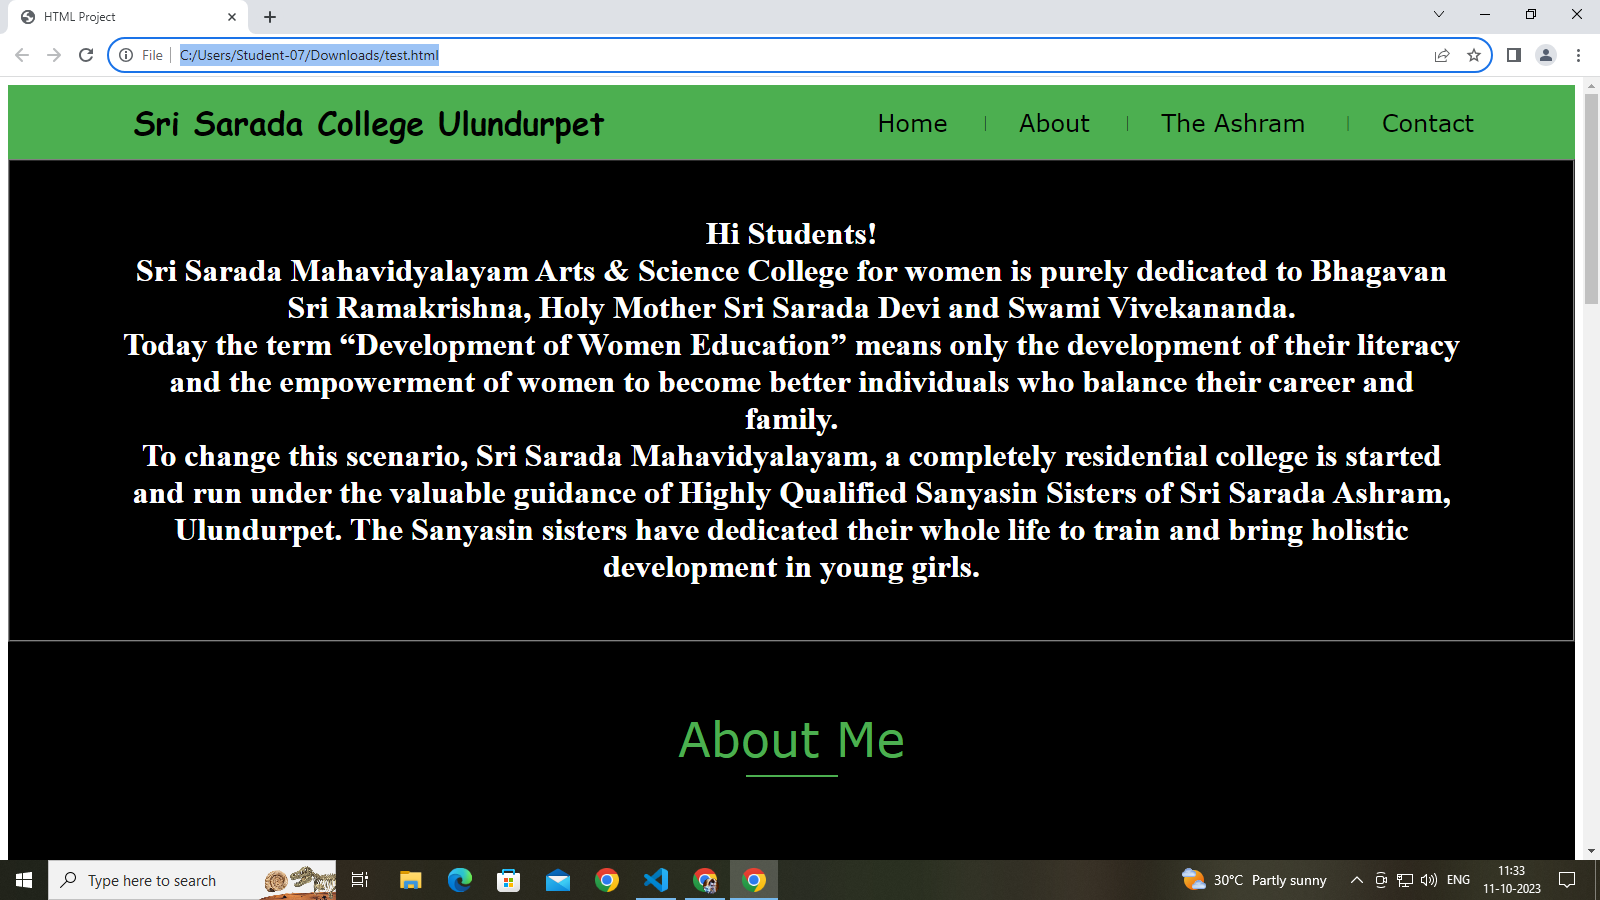 HTML Project
File
C:/Users/Student-07/Downloads/test.html
Sri Sarada College Ulundurpet
Home
About
The Ashram
Contact
Hi Students!
Sri Sarada Mahavidyalayam Arts & Science College for women is purely dedicated to Bhagavan
Sri Ramakrishna, Holy Mother Sri Sarada Devi and Swami Vivekananda.
Today the term “Development of Women Education” means only the development of their literacy
and the empowerment of women to become better individuals who balance their career and
family.
To change this scenario, Sri Sarada Mahavidyalayam, a completely residential college is started
and run under the valuable guidance of Highly Qualified Sanyasin Sisters of Sri Sarada Ashram,
Ulundurpet. The Sanyasin sisters have dedicated their whole life to train and bring holistic
development in young girls.
About Me
Type here to search
30°C Partly sunny
ENG
11:33
11-10-2023